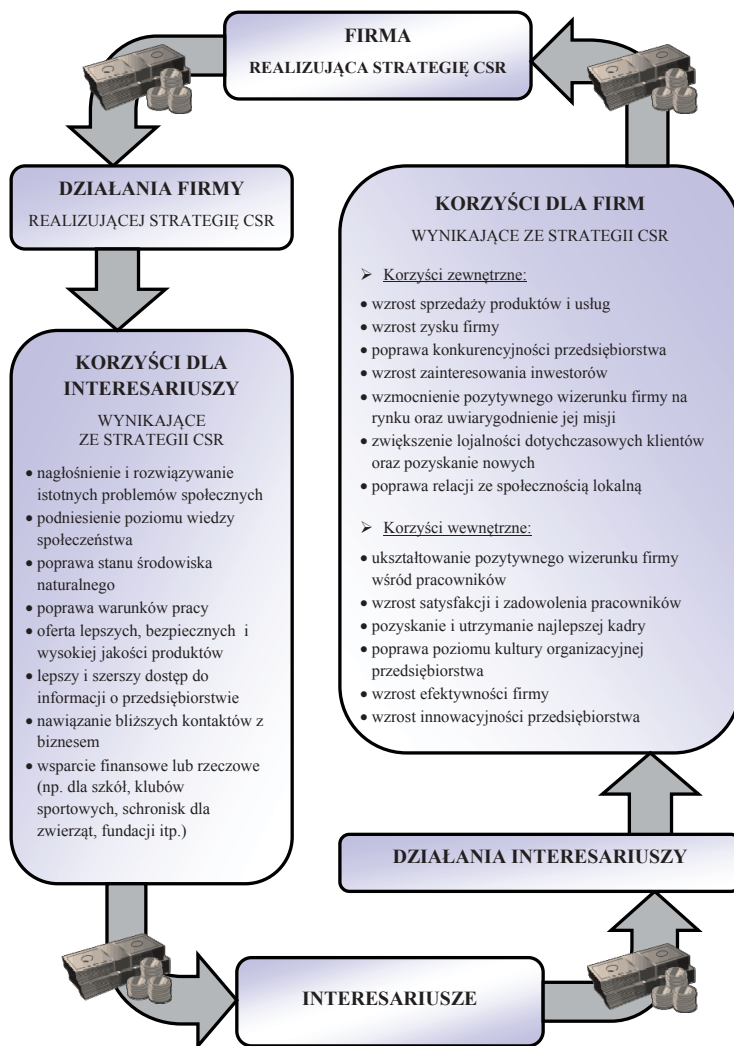 FIRMA
REALIZUJĄCA STRATEGIĘ CSR
DZIAŁANIA FIRMY
REALIZUJĄCEJ STRATEGIĘ CSR
KORZYŚCI DLA
INTERESARIUSZY
WYNIKAJĄCE
ZE STRATEGII CSR
• nagłośnienie i rozwiązywanie
istotnych problemów społecznych
• podniesienie poziomu wiedzy
społeczeństwa
• poprawa stanu środowiska
naturalnego
• poprawa warunków pracy
• oferta lepszych, bezpiecznych i
wysokiej jakości produktów
• lepszy i szerszy dostęp do
informacji o przedsiębiorstwie
• nawiązanie bliższych kontaktów z
biznesem
• wsparcie finansowe lub rzeczowe
(np. dla szkół, klubów
sportowych, schronisk dla
zwierząt, fundacji itp.)
INTERESARIUSZE
DZIAŁANIA INTERESARIUSZY
KORZYŚCI DLA FIRM
WYNIKAJĄCE ZE STRATEGII CSR
➢ Korzyści zewnętrzne:
• wzrost sprzedaży produktów i usług
• wzrost zysku firmy
• poprawa konkurencyjności przedsiębiorstwa
• wzrost zainteresowania inwestorów
• wzmocnienie pozytywnego wizerunku firmy na
rynku oraz uwiarygodnienie jej misji
• zwiększenie lojalności dotychczasowych klientów
oraz pozyskanie nowych
• poprawa relacji ze społecznością lokalną
➢ Korzyści wewnętrzne:
• ukształtowanie pozytywnego wizerunku firmy
wśród pracowników
• wzrost satysfakcji i zadowolenia pracowników
• pozyskanie i utrzymanie najlepszej kadry
• poprawa poziomu kultury organizacyjnej
przedsiębiorstwa
• wzrost efektywności firmy
• wzrost innowacyjności przedsiębiorstwa